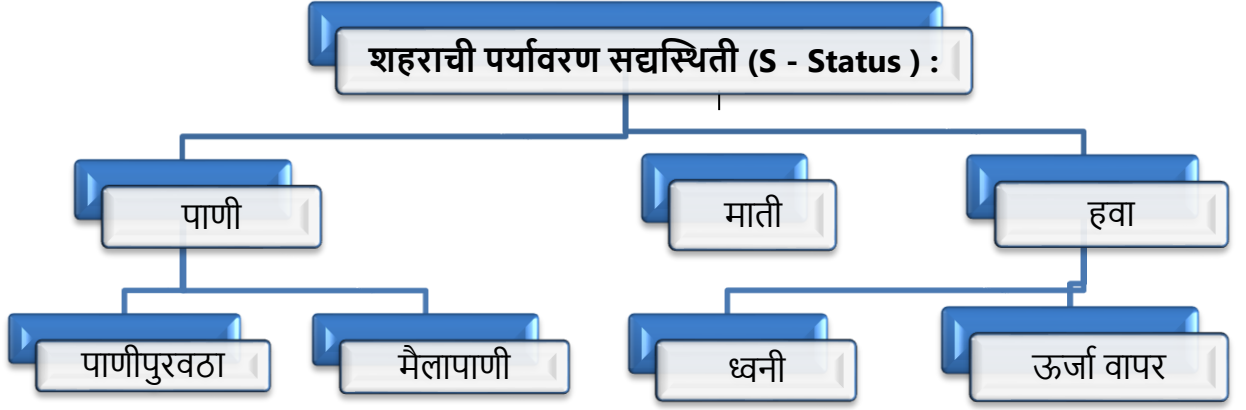 शहराची पर्यावरण सद्यस्थिती (S - Status ) :
पाणी
माती
हवा
पाणीपुरवठा
मैलापाणी
ध्वनी
ऊर्जा वापर